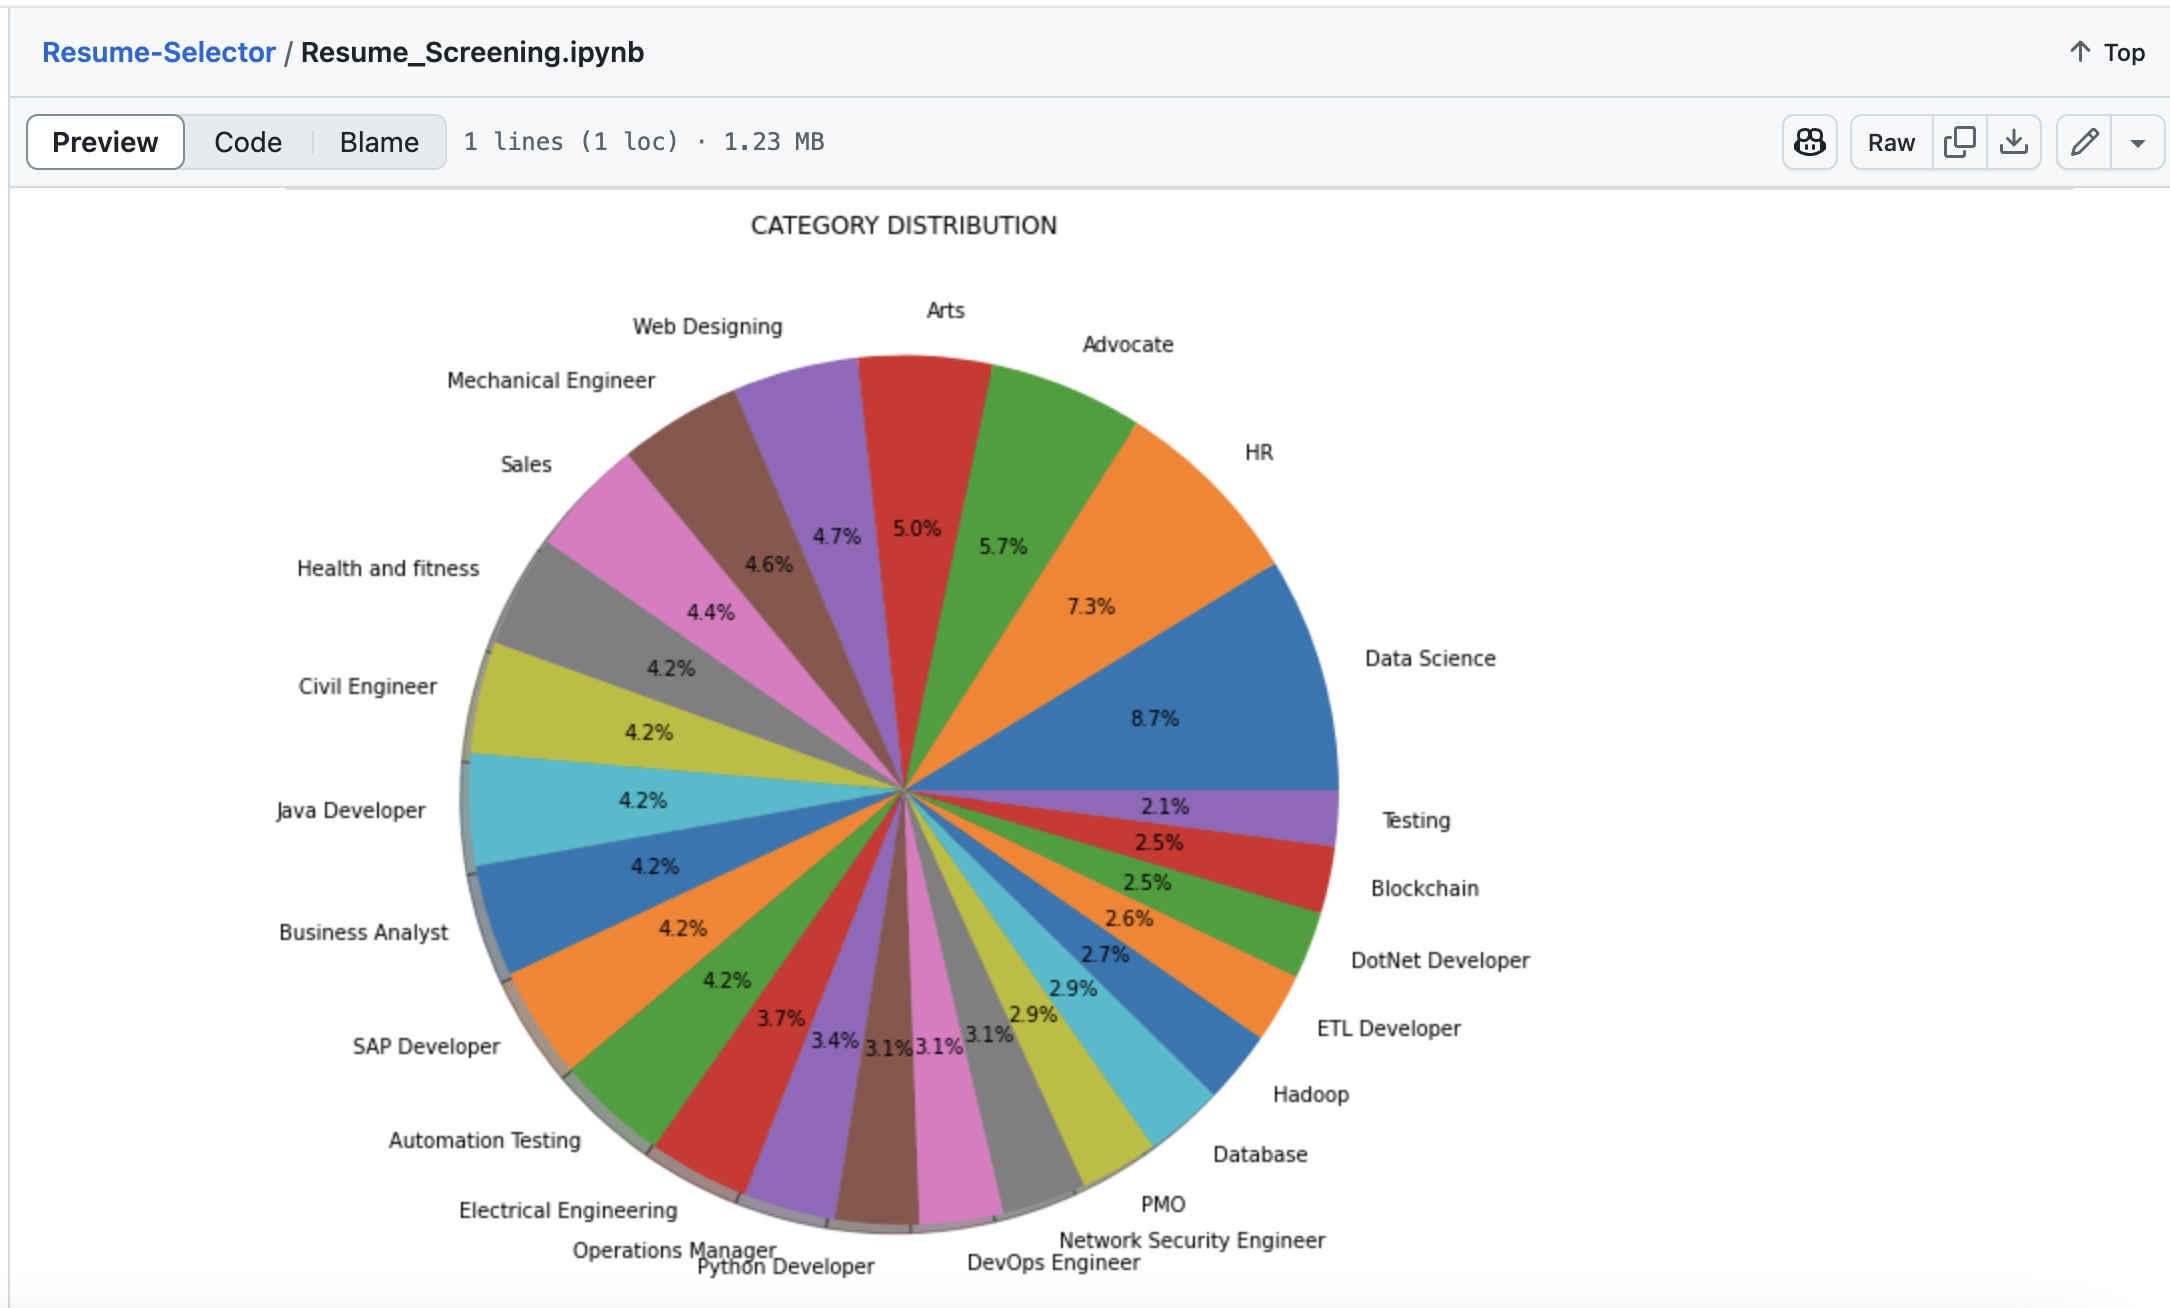 Resume-Selector / Resume_Screening.ipynb
Top
Preview
Code
Blame
1 lines (1 loc) · 1.23 MB
Raw
CATEGORY DISTRIBUTION
Arts
Web Designing
Advocate
Mechanical Engineer
HR
Sales
5.0%
4.7%
5.7%
4.6%
Health and fitness
7.3%
4.4%
Data Science
4.2%
Civil Engineer
8.7%
4.2%
4.2%
2.1%
Java Developer
Testing
2.5%
4.2%
2.5%
Blockchain
2.6%
4.2%
Business Analyst
2.7%
DotNet Developer
4.2%
2.9%
2.9%
3.7%
ETL Developer
3.1%
3.4%
3.1%
3.1%
SAP Developer
Hadoop
Automation Testing
Database
PMO
Electrical Engineering
Network Security Engineer
Operations Manager
DevOps Engineer
Python Developer